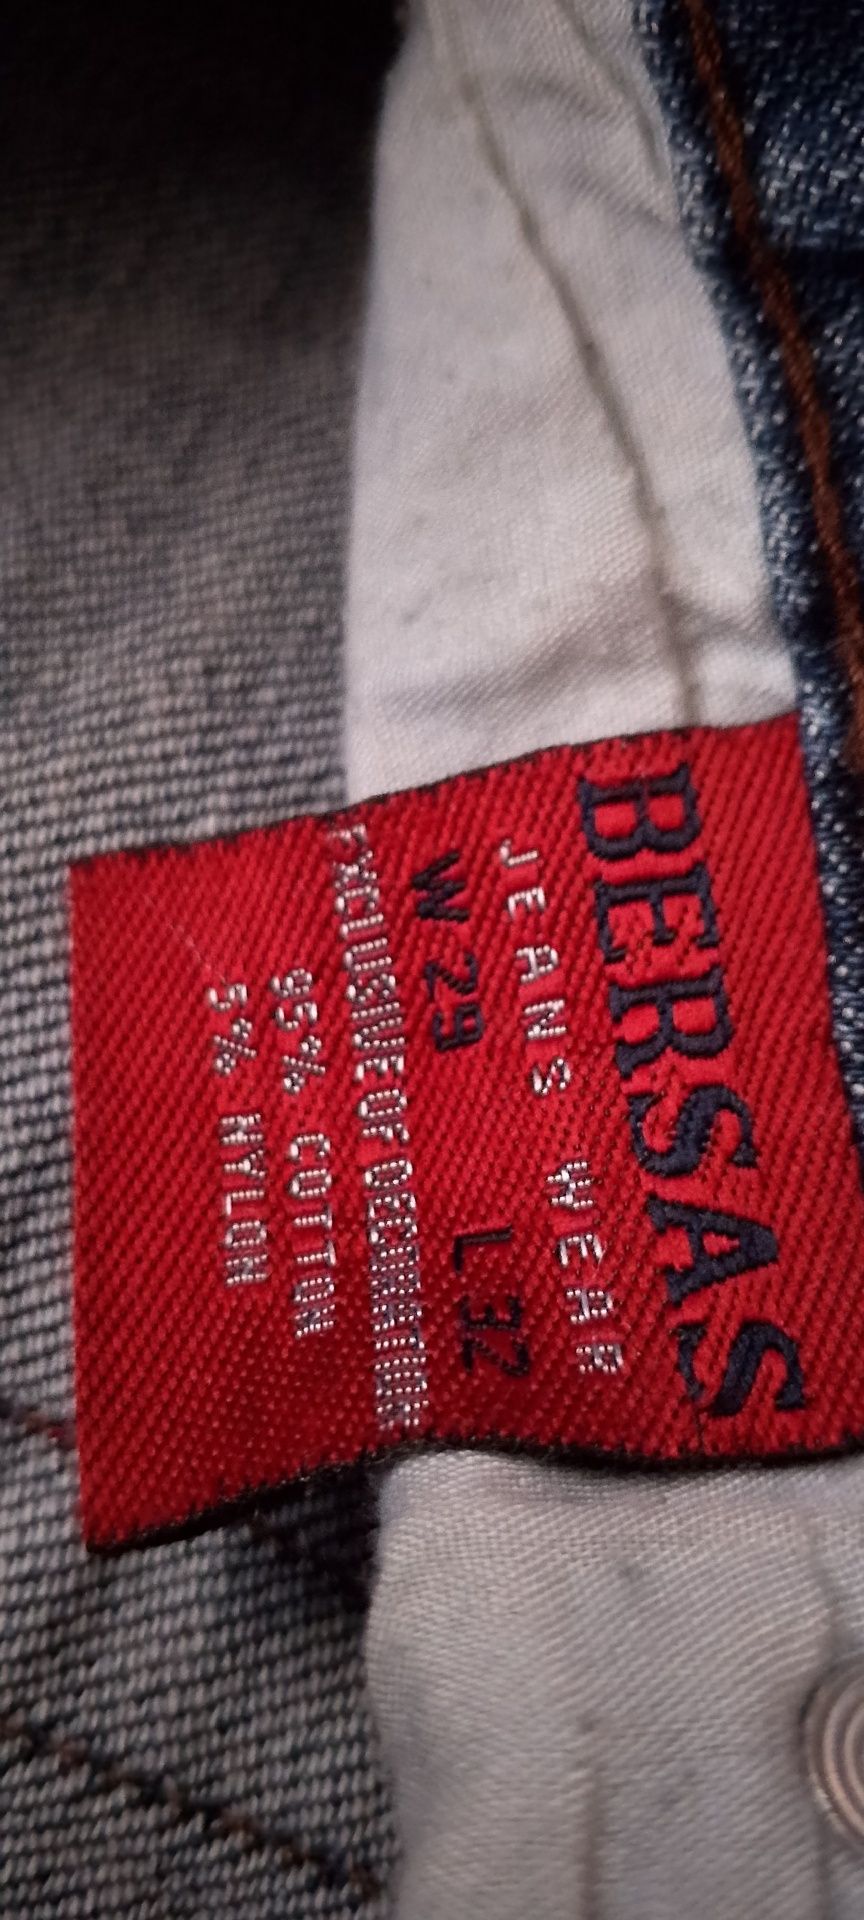 BERSAS
JEANS WEAR
W 29 L 32
EXCLUSIVE OF DECORATION
95% COTTON
5% NYLON